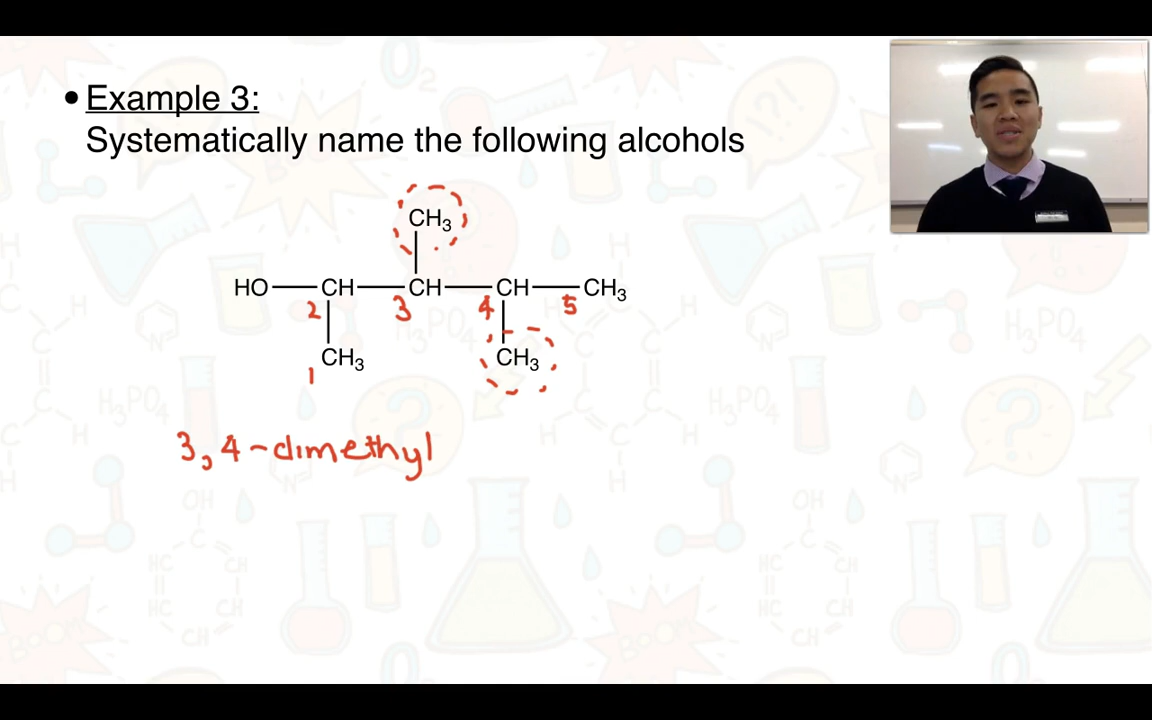 • Example 3:
Systematically name the following alcohols
CH₃
HO CH CH CH CH₃
2 3 4 5
CH₃ CH₃
1
3,4-dimethyl